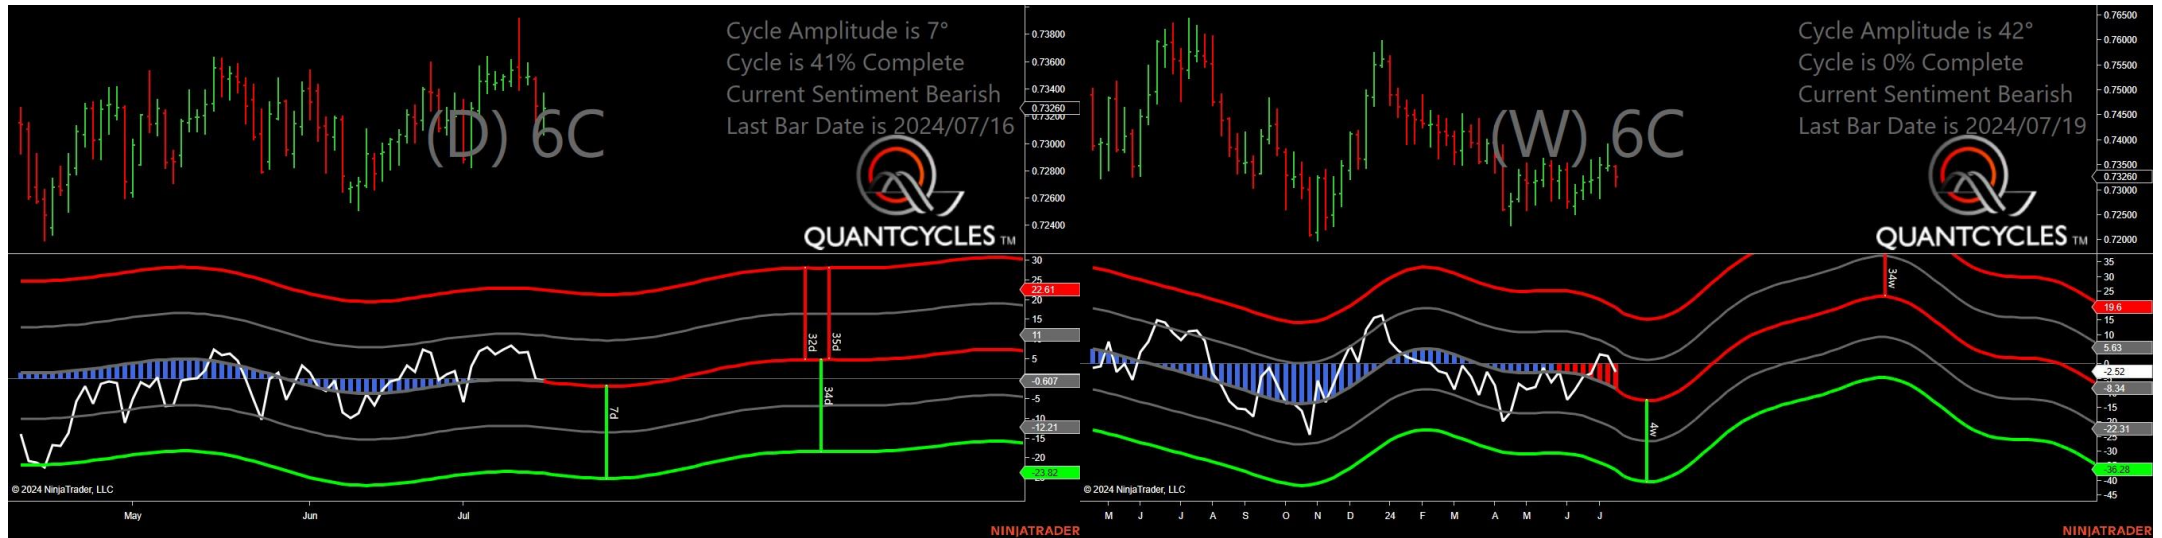 Cycle Amplitude is 7°
Cycle is 41% Complete
Current Sentiment Bearish
Last Bar Date is 2024/07/16
(D) 6C
QUANTCYCLES TM
0.73800
0.73600
0.73400
0.73260
0.73200
0.73000
0.72800
0.72600
0.72400
30
25
22.61
20
15
11
5
-0.607
-5
-10
-12.21
-15
-20
-23.82
32d
35d
34d
7d
© 2024 NinjaTrader, LLC
May
Jun
Jul
NINJATRADER
Cycle Amplitude is 42°
Cycle is 0% Complete
Current Sentiment Bearish
Last Bar Date is 2024/07/19
(W) 6C
QUANTCYCLES TM
0.76500
0.76000
0.75500
0.75000
0.74500
0.74000
0.73500
0.73260
0.73000
0.72500
0.72000
35
30
25
19.6
15
10
5.63
0
-2.52
-8.34
-15
-22.31
-25
-30
-36.28
-40
-45
34w
4w
© 2024 NinjaTrader, LLC
M J J A S O N D 24 F M A M J J
NINJATRADER